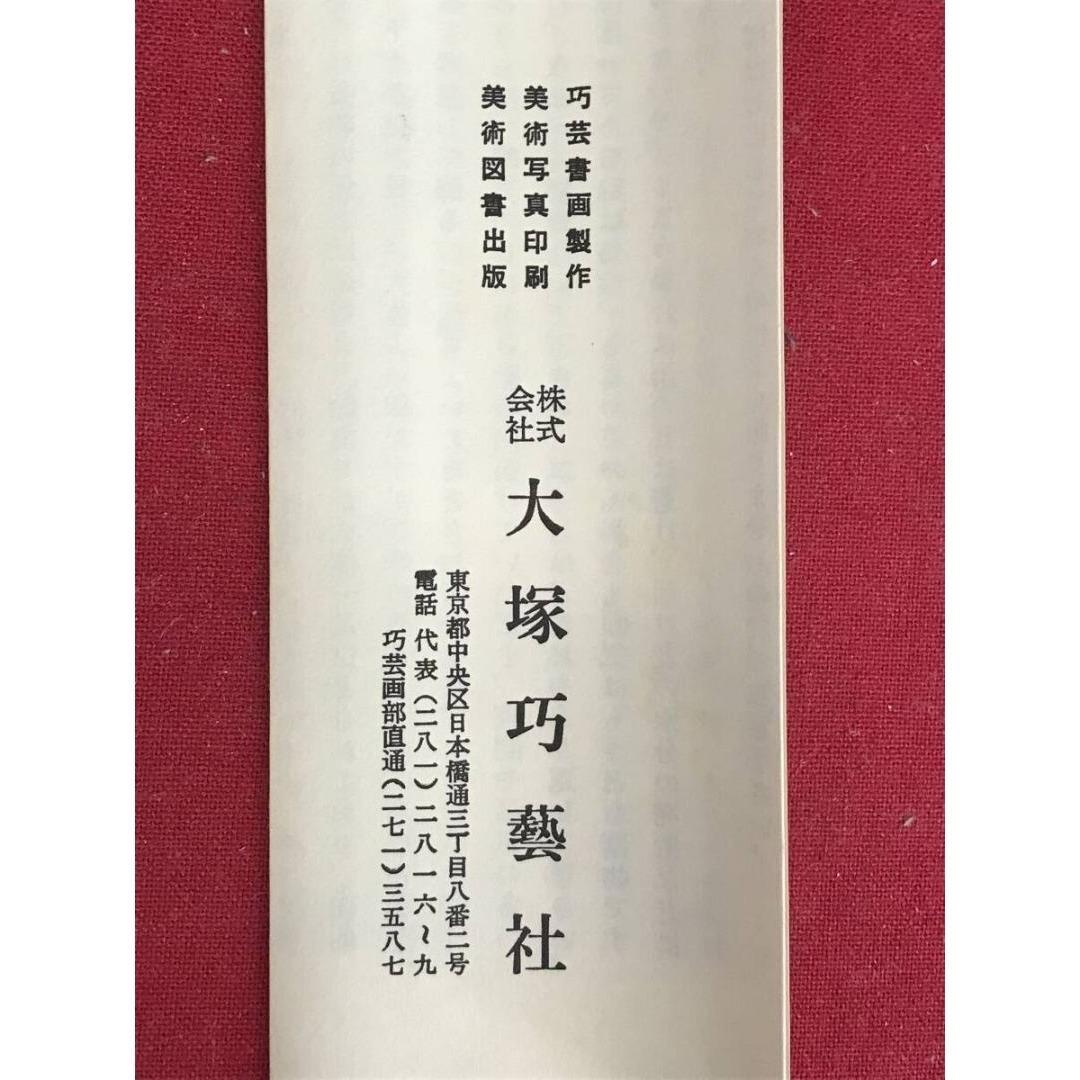 巧芸書画製作
美術写真印刷
美術図書出版
株式会社 大塚巧藝社
東京都中央区日本橋通三丁目八番二号
電話 代表(二八一)二八一六~九
巧芸画部直通(二七一)三五八七